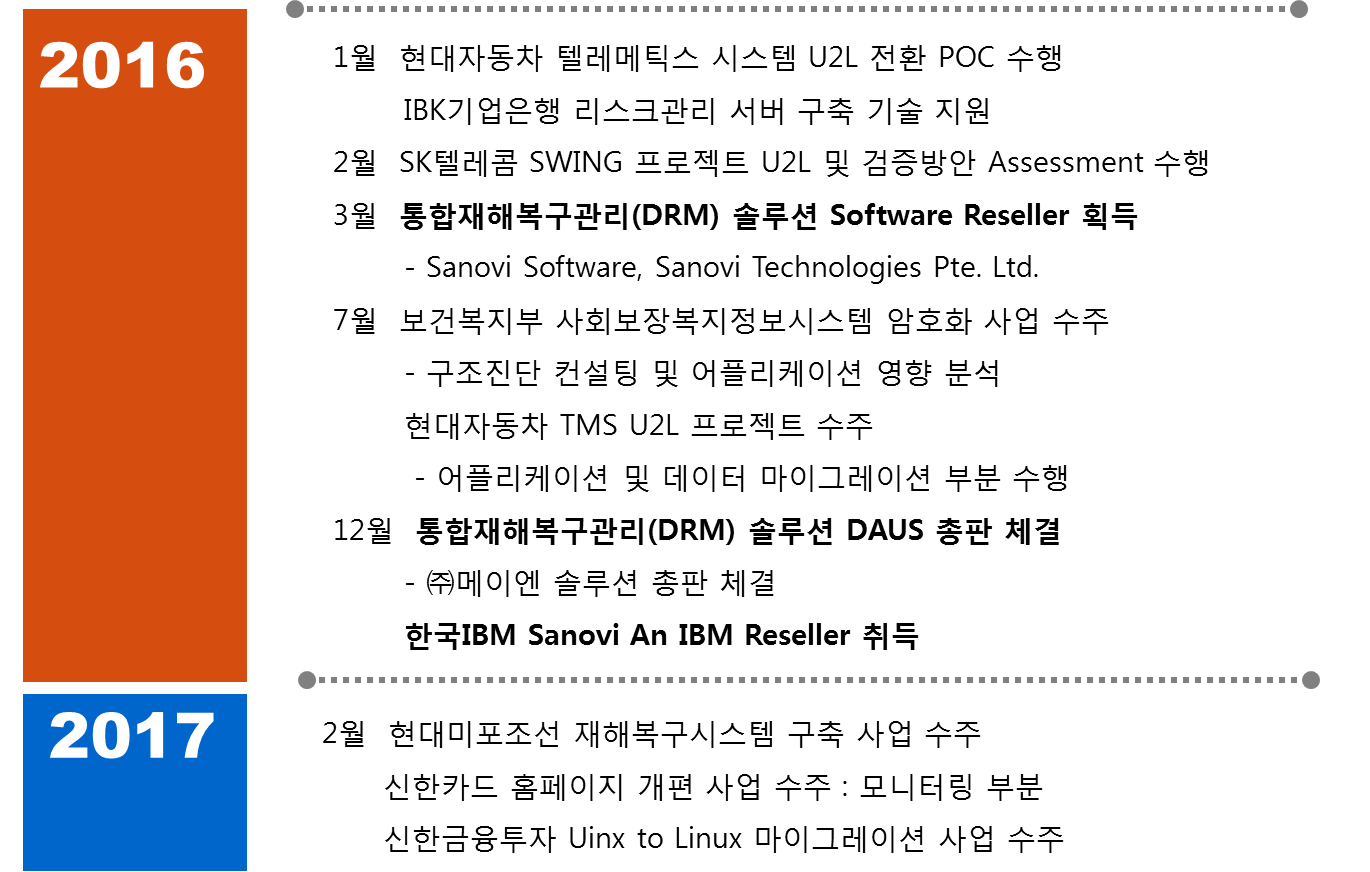 2016
1월 현대자동차 텔레메틱스 시스템 U2L 전환 POC 수행
IBK기업은행 리스크관리 서버 구축 기술 지원
2월 SK텔레콤 SWING 프로젝트 U2L 및 검증방안 Assessment 수행
3월 통합재해복구관리(DRM) 솔루션 Software Reseller 획득
- Sanovi Software, Sanovi Technologies Pte. Ltd.
7월 보건복지부 사회보장복지정보시스템 암호화 사업 수주
- 구조진단 컨설팅 및 어플리케이션 영향 분석
현대자동차 TMS U2L 프로젝트 수주
- 어플리케이션 및 데이터 마이그레이션 부분 수행
12월 통합재해복구관리(DRM) 솔루션 DAUS 총판 체결
- ㈜메이엔 솔루션 총판 체결
한국IBM Sanovi An IBM Reseller 취득
2017
2월 현대미포조선 재해복구시스템 구축 사업 수주
신한카드 홈페이지 개편 사업 수주 : 모니터링 부분
신한금융투자 Uinx to Linux 마이그레이션 사업 수주